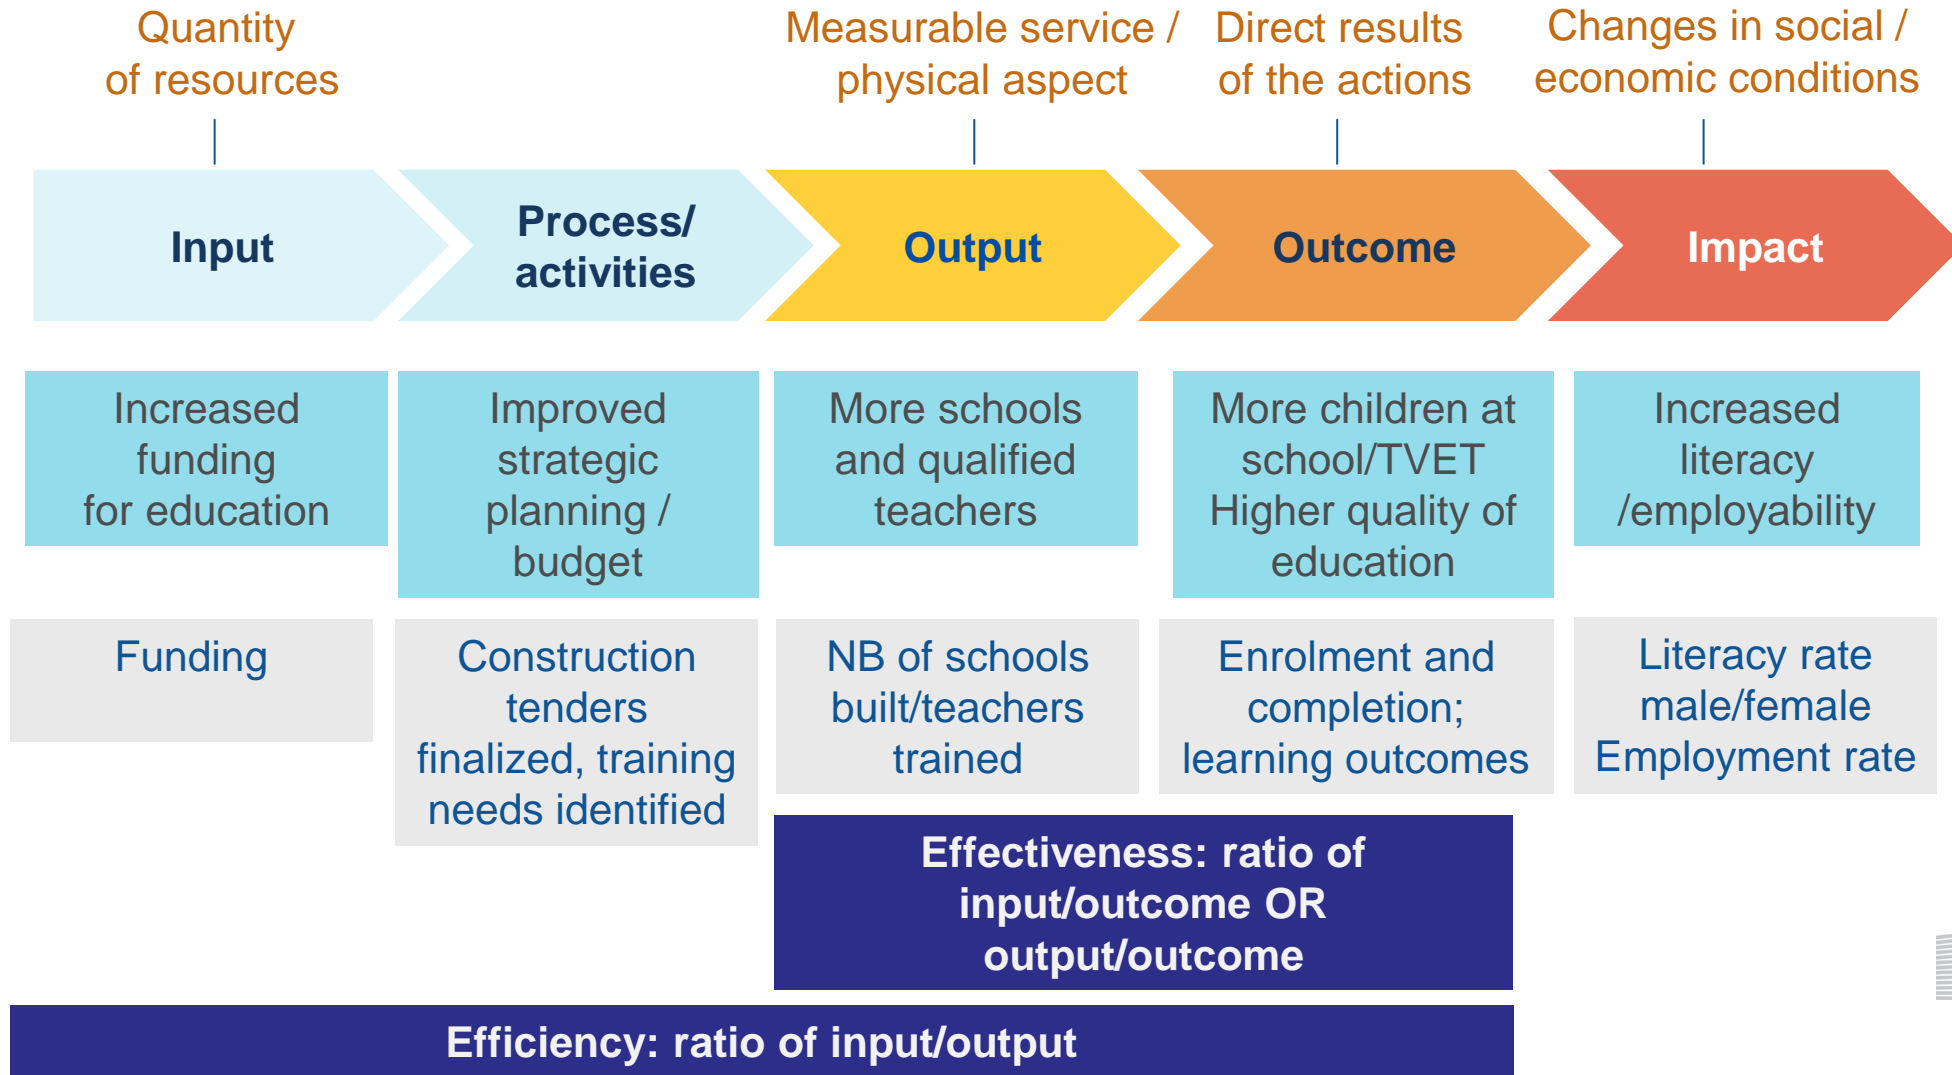 Quantity
of resources
Measurable service /
physical aspect
Direct results
of the actions
Changes in social /
economic conditions
Input
Process/
activities
Output
Outcome
Impact
Increased
funding
for education
Improved
strategic
planning /
budget
More schools
and qualified
teachers
More children at
school/TVET
Higher quality of
education
Increased
literacy
/employability
Funding
Construction
tenders
finalized, training
needs identified
NB of schools
built/teachers
trained
Enrolment and
completion;
learning outcomes
Literacy rate
male/female
Employment rate
Effectiveness: ratio of
input/outcome OR
output/outcome
Efficiency: ratio of input/output